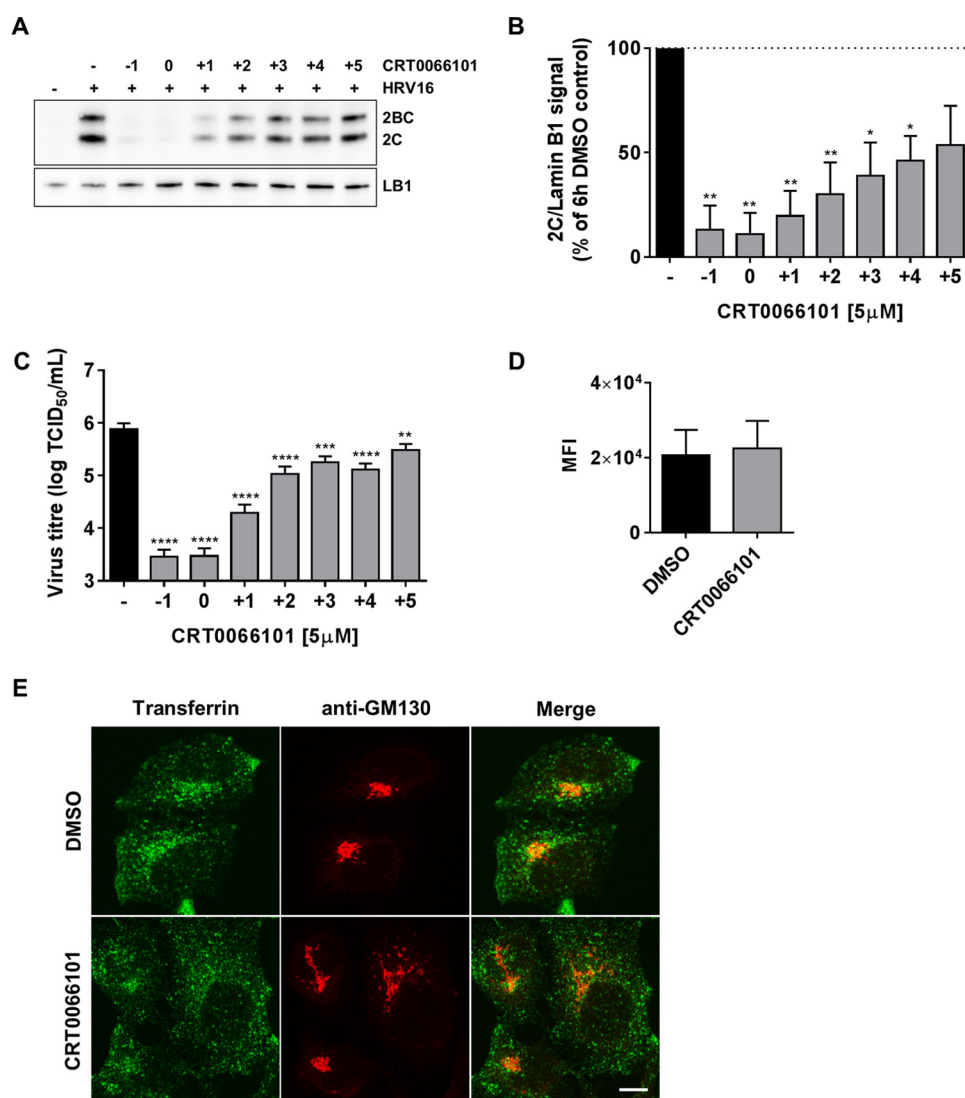 A
- -1 0 +1 +2 +3 +4 +5 CRT0066101
- + + + + + + + + HRV16
2BC
2C
LB1
B
2C/Lamin B1 signal
(% of 6h DMSO control)
100
50
0
** ** ** ** * *
- -1 0 +1 +2 +3 +4 +5
CRT0066101 [5μM]
C
Virus titre (log TCID50/mL)
7
6
5
4
3
**** **** **** **** *** **** **
- -1 0 +1 +2 +3 +4 +5
CRT0066101 [5μM]
D
MFI
4×10⁴
2×10⁴
0
DMSO
CRT0066101
E
Transferrin anti-GM130 Merge
DMSO
CRT0066101